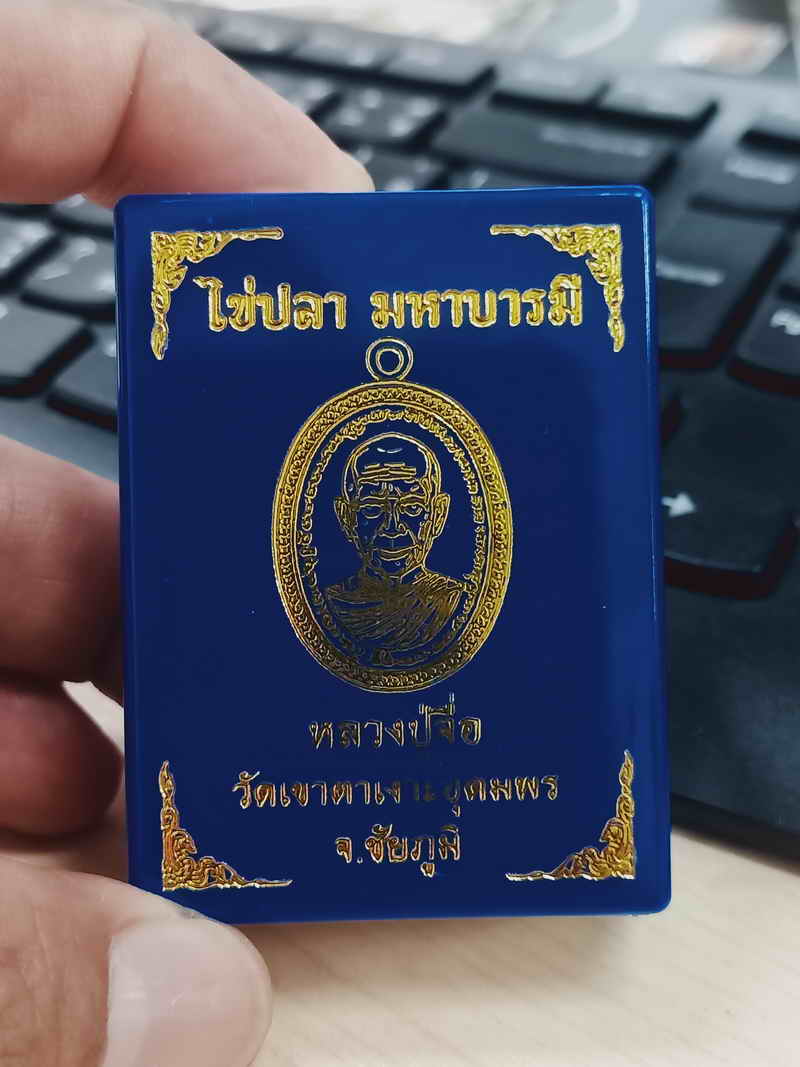 ไข่ปลา มหาบารมี
หลวงปู่จื่อ
วัดเขาตาเงาะอุดมพร
จ.ชัยภูมิ